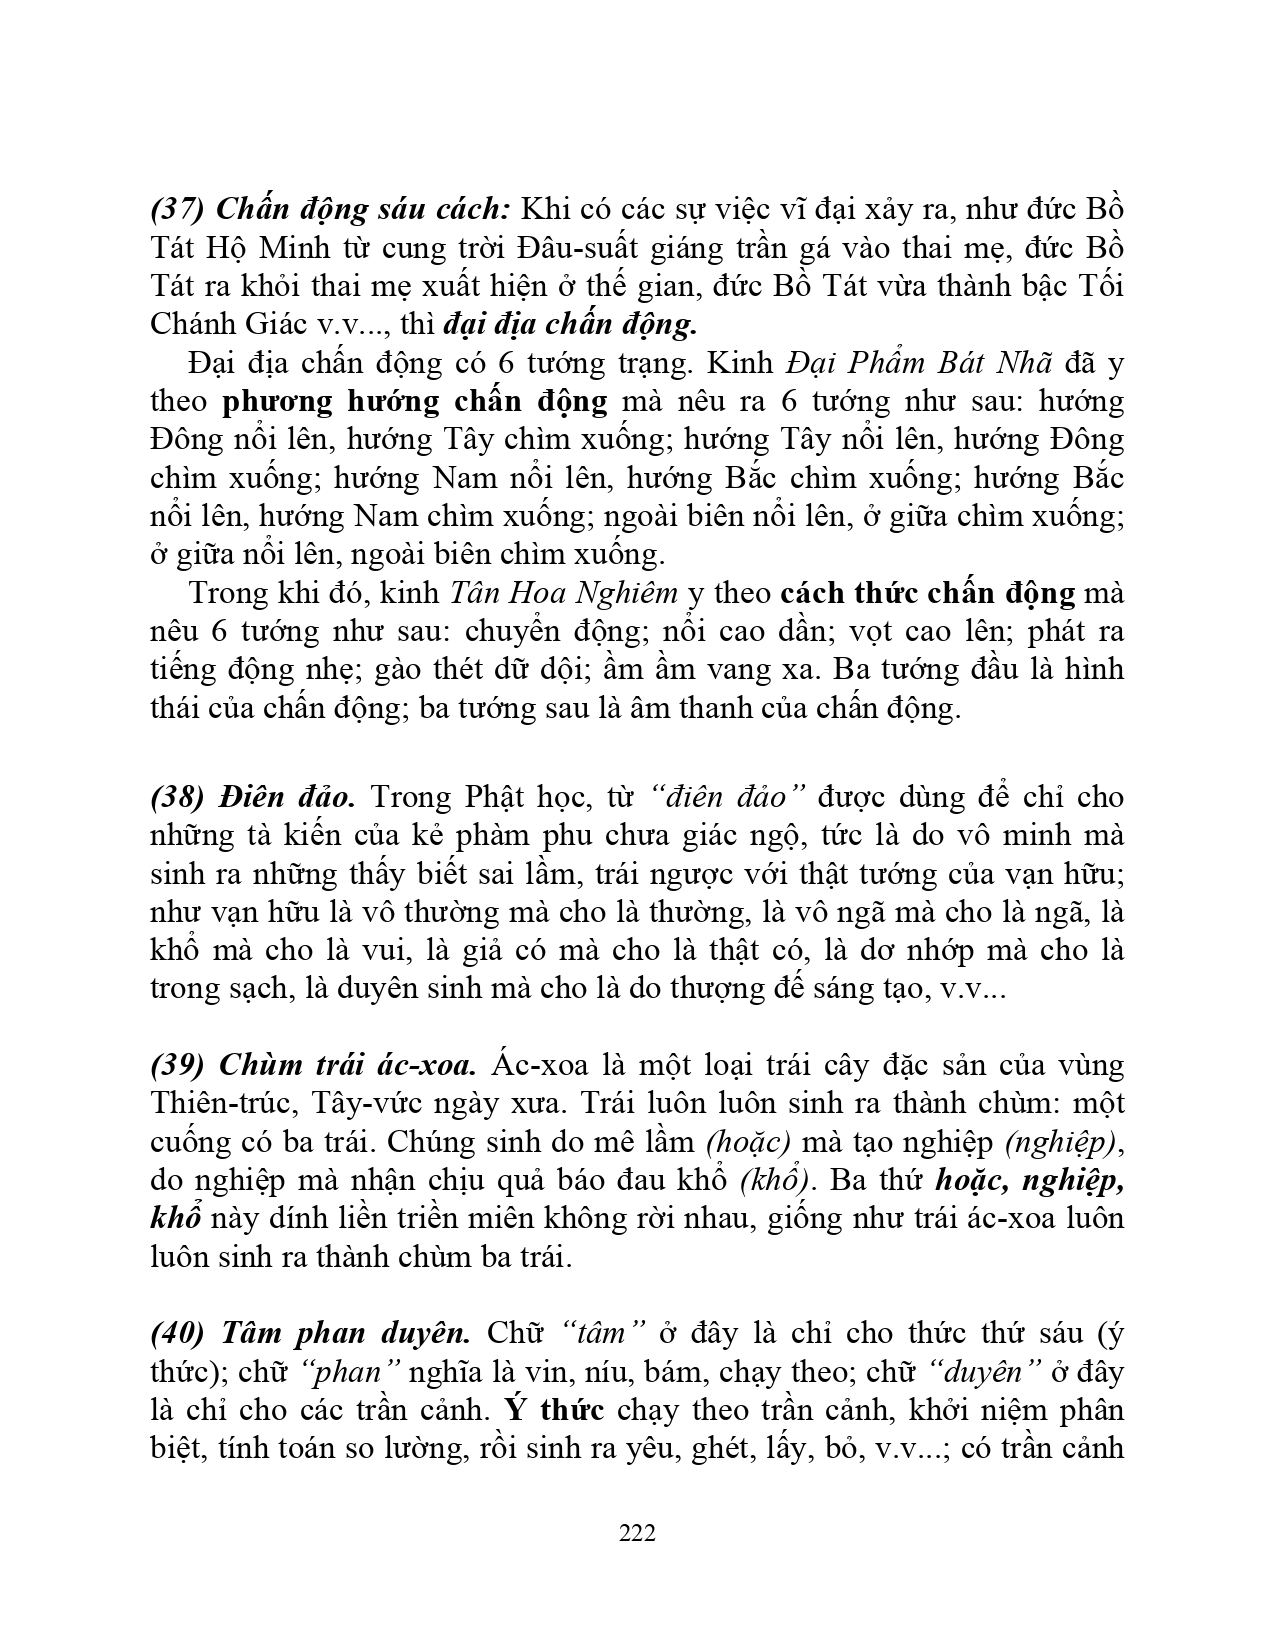 (37) Chấn động sáu cách: Khi có các sự việc vĩ đại xảy ra, như đức Bồ
Tát Hộ Minh từ cung trời Đâu-suất giáng trần gá vào thai mẹ, đức Bồ
Tát ra khỏi thai mẹ xuất hiện ở thế gian, đức Bồ Tát vừa thành bậc Tối
Chánh Giác v.v..., thì đại địa chấn động.
Đại địa chấn động có 6 tướng trạng. Kinh Đại Phẩm Bát Nhã đã y
theo phương hướng chấn động mà nêu ra 6 tướng như sau: hướng
Đông nổi lên, hướng Tây chìm xuống; hướng Tây nổi lên, hướng Đông
chìm xuống; hướng Nam nổi lên, hướng Bắc chìm xuống; hướng Bắc
nổi lên, hướng Nam chìm xuống; ngoài biên nổi lên, ở giữa chìm xuống;
ở giữa nổi lên, ngoài biên chìm xuống.
Trong khi đó, kinh Tân Hoa Nghiêm y theo cách thức chấn động mà
nêu 6 tướng như sau: chuyển động; nổi cao dần; vọt cao lên; phát ra
tiếng động nhẹ; gào thét dữ dội; ầm ầm vang xa. Ba tướng đầu là hình
thái của chấn động; ba tướng sau là âm thanh của chấn động.
(38) Điên đảo. Trong Phật học, từ “điên đảo” được dùng để chỉ cho
những tà kiến của kẻ phàm phu chưa giác ngộ, tức là do vô minh mà
sinh ra những thấy biết sai lầm, trái ngược với thật tướng của vạn hữu;
như vạn hữu là vô thường mà cho là thường, là vô ngã mà cho là ngã, là
khổ mà cho là vui, là giả có mà cho là thật có, là dơ nhớp mà cho là
trong sạch, là duyên sinh mà cho là do thượng đế sáng tạo, v.v...
(39) Chùm trái ác-xoa. Ác-xoa là một loại trái cây đặc sản của vùng
Thiên-trúc, Tây-vức ngày xưa. Trái luôn luôn sinh ra thành chùm: một
cuống có ba trái. Chúng sinh do mê lầm (hoặc) mà tạo nghiệp (nghiệp),
do nghiệp mà nhận chịu quả báo đau khổ (khổ). Ba thứ hoặc, nghiệp,
khổ này dính liền triền miên không rời nhau, giống như trái ác-xoa luôn
luôn sinh ra thành chùm ba trái.
(40) Tâm phan duyên. Chữ “tâm” ở đây là chỉ cho thức thứ sáu (ý
thức); chữ “phan” nghĩa là vin, níu, bám, chạy theo; chữ “duyên” ở đây
là chỉ cho các trần cảnh. Ý thức chạy theo trần cảnh, khởi niệm phân
biệt, tính toán so lường, rồi sinh ra yêu, ghét, lấy, bỏ, v.v...; có trần cảnh
222